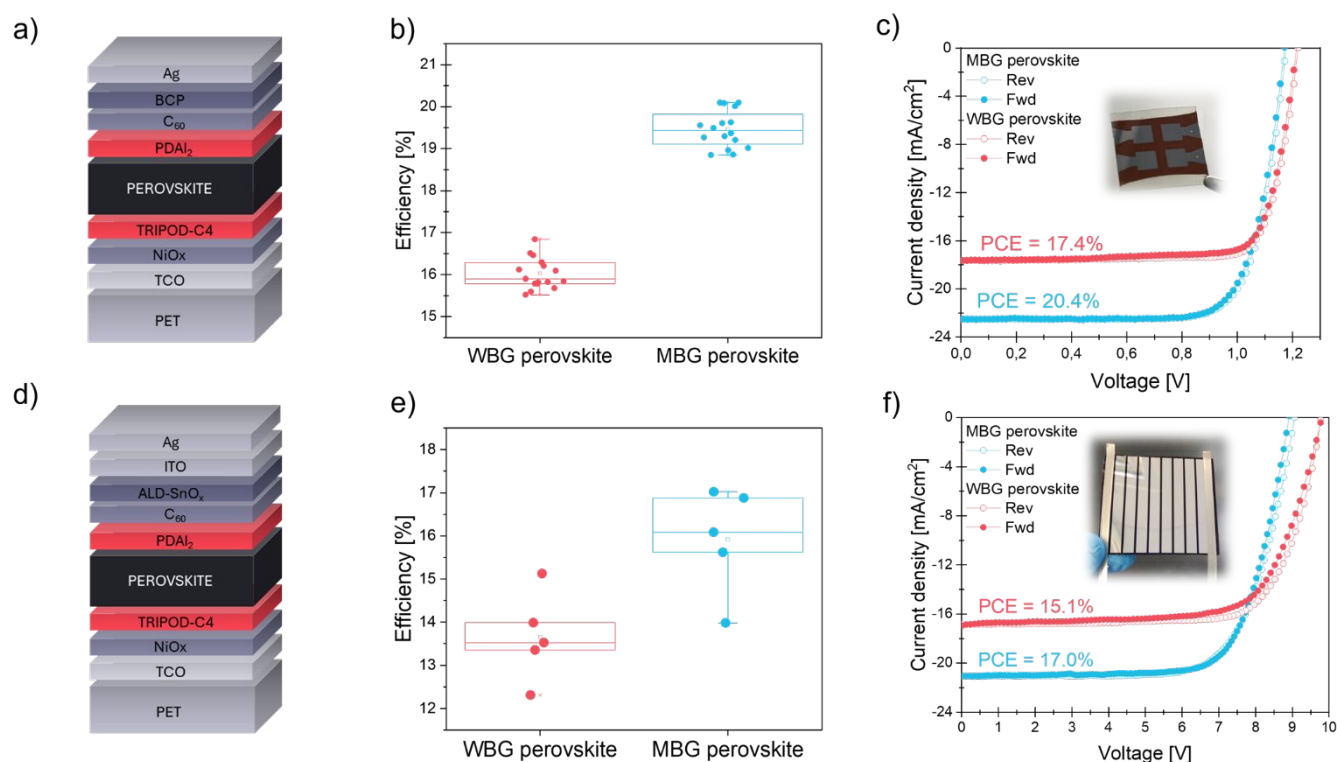 a)
Ag
BCP
C₆₀
PDAI₂
PEROVSKITE
TRIPOD-C4
NiOx
TCO
PET
b)
Efficiency [%]
21
20
19
18
17
16
15
WBG perovskite
MBG perovskite
c)
Current density [mA/cm²]
0
-4
-8
-12
-16
-20
-24
MBG perovskite
Rev
Fwd
WBG perovskite
Rev
Fwd
PCE = 17.4%
PCE = 20.4%
0,0
0,2
0,4
0,6
0,8
1,0
1,2
Voltage [V]
d)
Ag
ITO
ALD-SnOₓ
C₆₀
PDAI₂
PEROVSKITE
TRIPOD-C4
NiOx
TCO
PET
e)
Efficiency [%]
18
17
16
15
14
13
12
WBG perovskite
MBG perovskite
f)
Current density [mA/cm²]
0
-4
-8
-12
-16
-20
-24
MBG perovskite
Rev
Fwd
WBG perovskite
Rev
Fwd
PCE = 15.1%
PCE = 17.0%
0
1
2
3
4
5
6
7
8
9
10
Voltage [V]